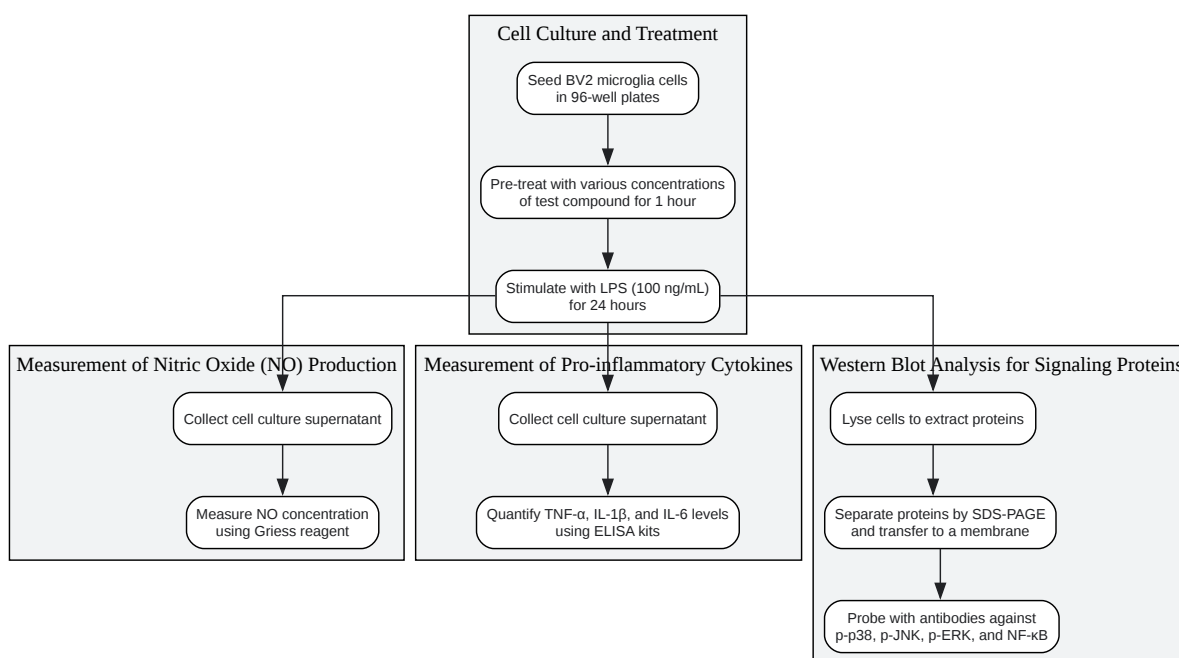 Cell Culture and Treatment
Seed BV2 microglia cells
in 96-well plates
Pre-treat with various concentrations
of test compound for 1 hour
Stimulate with LPS (100 ng/mL)
for 24 hours
Measurement of Nitric Oxide (NO) Production
Collect cell culture supernatant
Measure NO concentration
using Griess reagent
Measurement of Pro-inflammatory Cytokines
Collect cell culture supernatant
Quantify TNF-α, IL-1β, and IL-6 levels
using ELISA kits
Western Blot Analysis for Signaling Proteins
Lyse cells to extract proteins
Separate proteins by SDS-PAGE
and transfer to a membrane
Probe with antibodies against
p-p38, p-JNK, p-ERK, and NF-κB